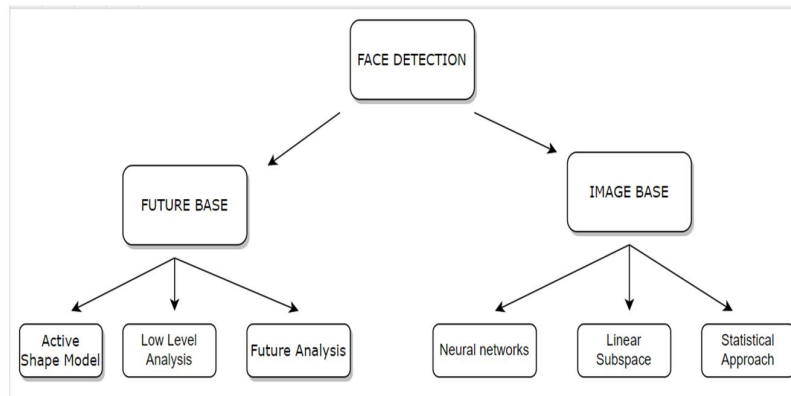 FACE DETECTION
FUTURE BASE
IMAGE BASE
Active
Shape Model
Low Level
Analysis
Future Analysis
Neural networks
Linear
Subspace
Statistical
Approach